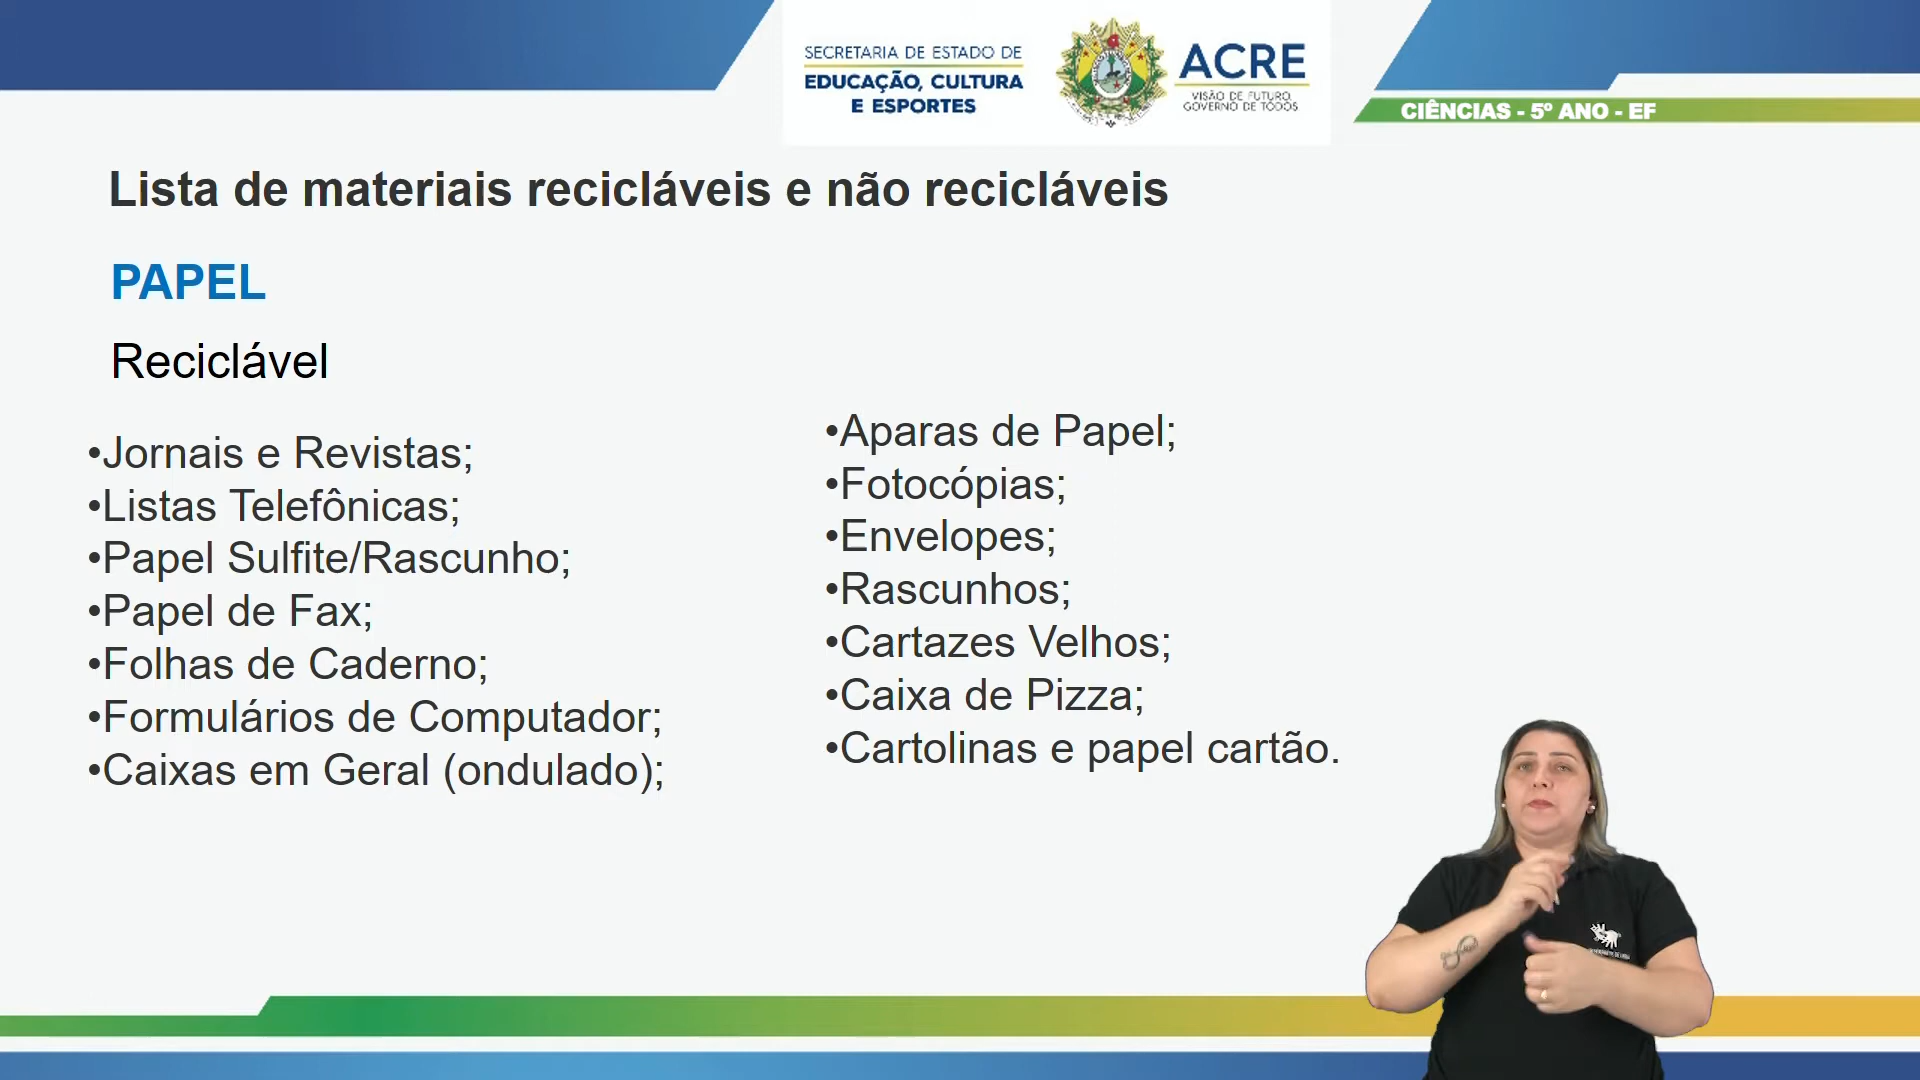 SECRETARIA DE ESTADO DE
EDUCAÇÃO, CULTURA
E ESPORTES
ACRE
VISÃO DE FUTURO,
GOVERNO DE TODOS
CIÊNCIAS - 5º ANO - EF
Lista de materiais recicláveis e não recicláveis
PAPEL
Reciclável
•Jornais e Revistas;
•Listas Telefônicas;
•Papel Sulfite/Rascunho;
•Papel de Fax;
•Folhas de Caderno;
•Formulários de Computador;
•Caixas em Geral (ondulado);
•Aparas de Papel;
•Fotocópias;
•Envelopes;
•Rascunhos;
•Cartazes Velhos;
•Caixa de Pizza;
•Cartolinas e papel cartão.